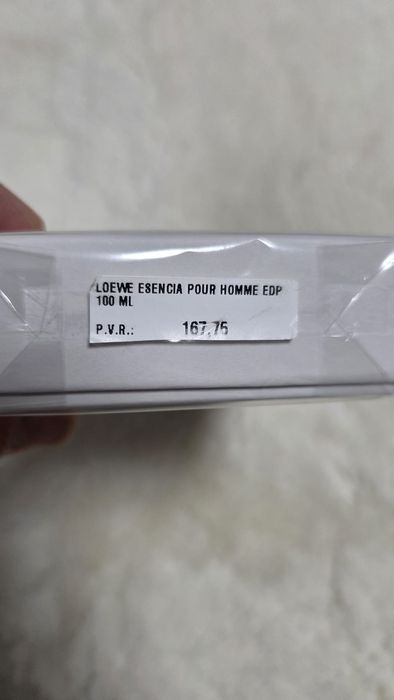 LOEWE ESENCIA POUR HOMME EDP
100 ML
P.V.R.: 167,75